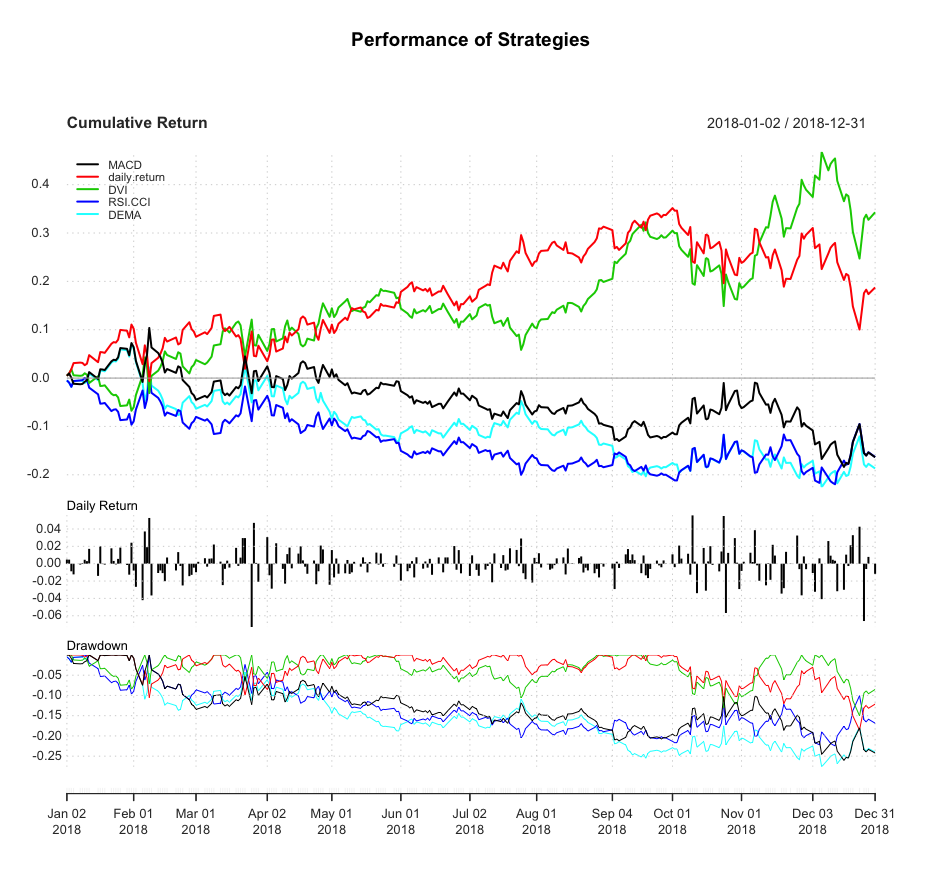 Performance of Strategies
Cumulative Return 2018-01-02 / 2018-12-31
MACD
daily.return
DVI
RSI.CCI
DEMA
0.4
0.3
0.2
0.1
0.0
-0.1
-0.2
Daily Return
0.04
0.02
0.00
-0.02
-0.04
-0.06
Drawdown
-0.05
-0.10
-0.15
-0.20
-0.25
Jan 02 Feb 01 Mar 01 Apr 02 May 01 Jun 01 Jul 02 Aug 01 Sep 04 Oct 01 Nov 01 Dec 03 Dec 31
2018 2018 2018 2018 2018 2018 2018 2018 2018 2018 2018 2018 2018